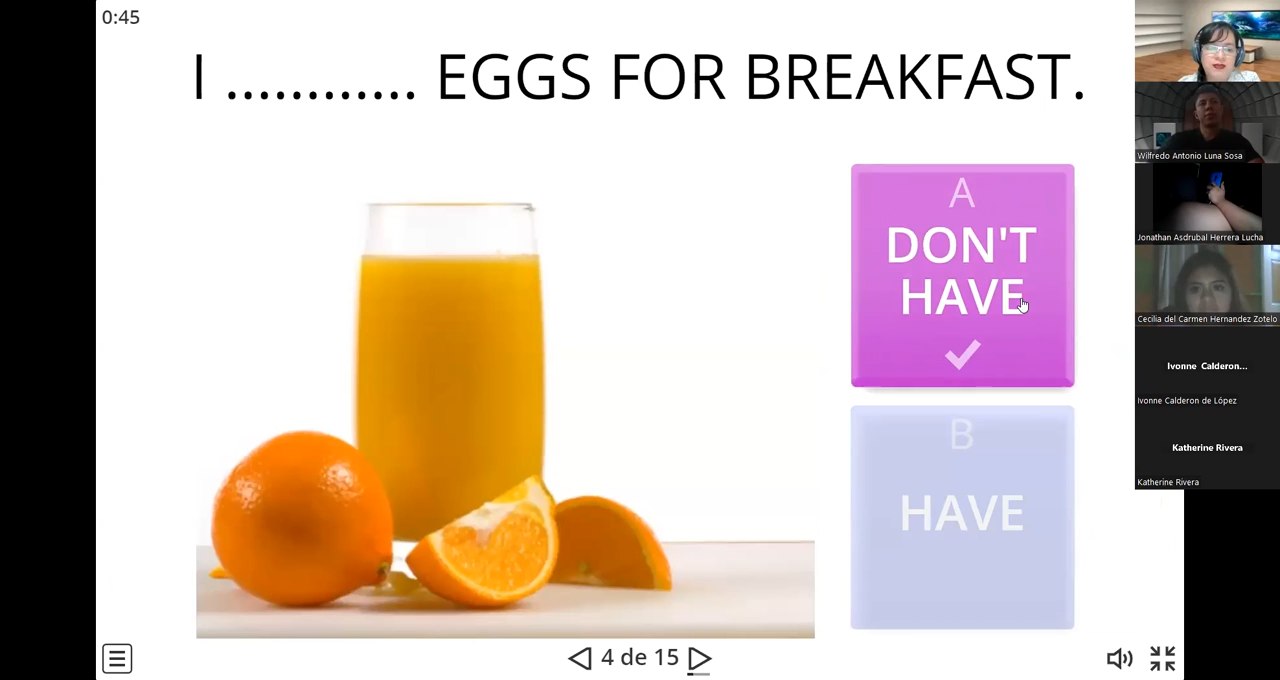 0:45
I ............ EGGS FOR BREAKFAST.
A
DON'T
HAVE
B
HAVE
4 de 15
Wilfredo Antonio Luna Sosa
Jonathan Asdrubal Herrera Lucha
Cecilia del Carmen Hernandez Zotelo
Ivonne Calderon...
Ivonne Calderon de López
Katherine Rivera
Katherine Rivera